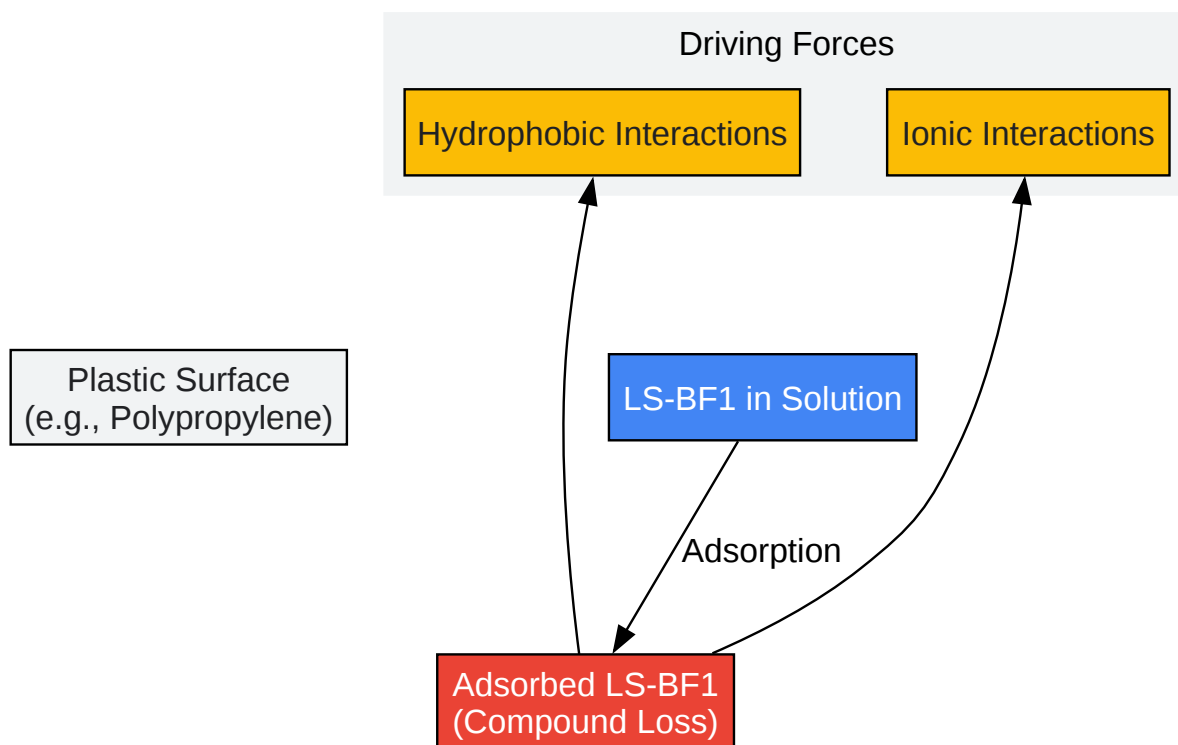 Driving Forces
Hydrophobic Interactions
Ionic Interactions
Plastic Surface
(e.g., Polypropylene)
LS-BF1 in Solution
Adsorption
Adsorbed LS-BF1
(Compound Loss)